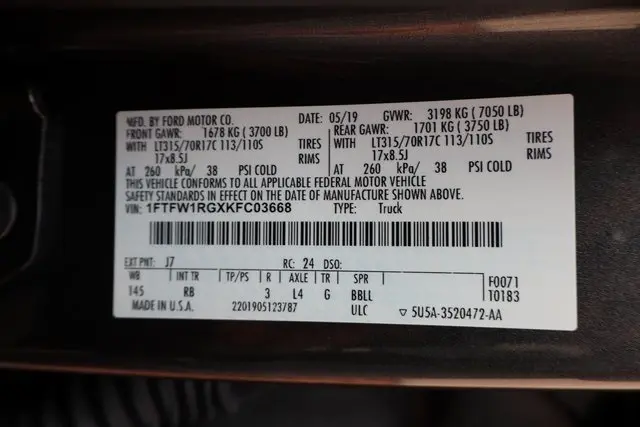 MFD. BY FORD MOTOR CO. DATE: 05/19 GVWR: 3198 KG ( 7050 LB)
FRONT GAWR: 1678 KG ( 3700 LB) REAR GAWR: 1701 KG ( 3750 LB)
WITH LT315/70R17C 113/110S TIRES WITH LT315/70R17C 113/110S TIRES
17x8.5J RIMS 17x8.5J RIMS
AT 260 kPa/ 38 PSI COLD AT 260 kPa/ 38 PSI COLD
THIS VEHICLE CONFORMS TO ALL APPLICABLE FEDERAL MOTOR VEHICLE
SAFETY STANDARDS IN EFFECT ON THE DATE OF MANUFACTURE SHOWN ABOVE.
VIN: 1FTFW1RGXKFC03668 TYPE: Truck
EXT PNT: J7 RC: 24 DSO:
WB INT TR TP/PS R AXLE TR SPR F0071
145 RB 3 L4 G BBLL 10183
MADE IN U.S.A. 2201905123787 ULC ▽ 5U5A-3520472-AA